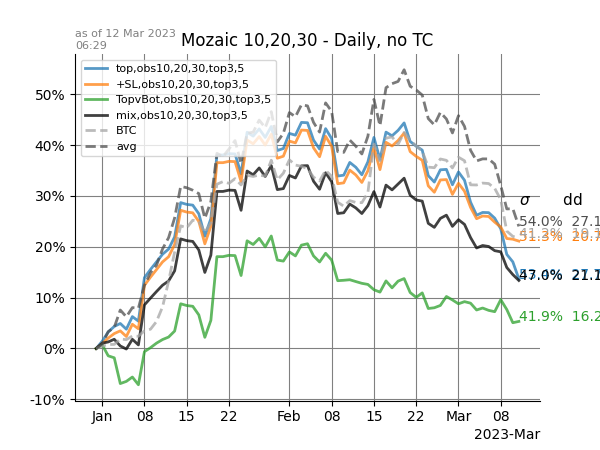 as of 12 Mar 2023
06:29
Mozaic 10,20,30 - Daily, no TC
top,obs10,20,30,top3,5
+SL,obs10,20,30,top3,5
TopvBot,obs10,20,30,top3,5
mix,obs10,20,30,top3,5
BTC
avg
50%
40%
30%
20%
10%
0%
-10%
σ dd
54.0% 27.1
41.9% 16.2
Jan 08 15 22 Feb 08 15 22 Mar 08
2023-Mar